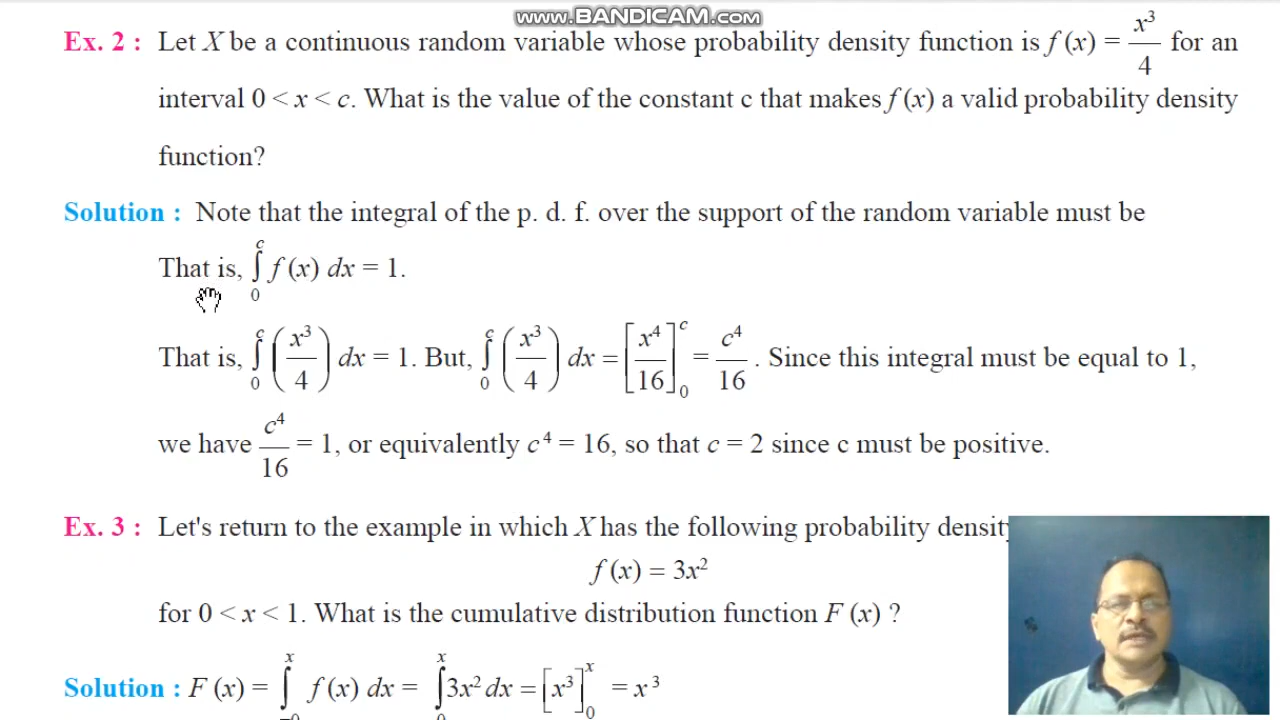 www.BANDICAM.com
Ex. 2 : Let X be a continuous random variable whose probability density function is f (x) = x³/4 for an
interval 0 < x < c. What is the value of the constant c that makes f (x) a valid probability density
function?
Solution : Note that the integral of the p. d. f. over the support of the random variable must be
That is, ∫₀ᶜ f (x) dx = 1.
That is, ∫₀ᶜ (x³/4) dx = 1. But, ∫₀ᶜ (x³/4) dx = [x⁴/16]₀ᶜ = c⁴/16 . Since this integral must be equal to 1,
we have c⁴/16 = 1, or equivalently c⁴ = 16, so that c = 2 since c must be positive.
Ex. 3 : Let's return to the example in which X has the following probability densit
f (x) = 3x²
for 0 < x < 1. What is the cumulative distribution function F (x) ?
Solution : F (x) = ∫ˣ f (x) dx = ∫₀ˣ 3x² dx = [x³]₀ˣ = x³